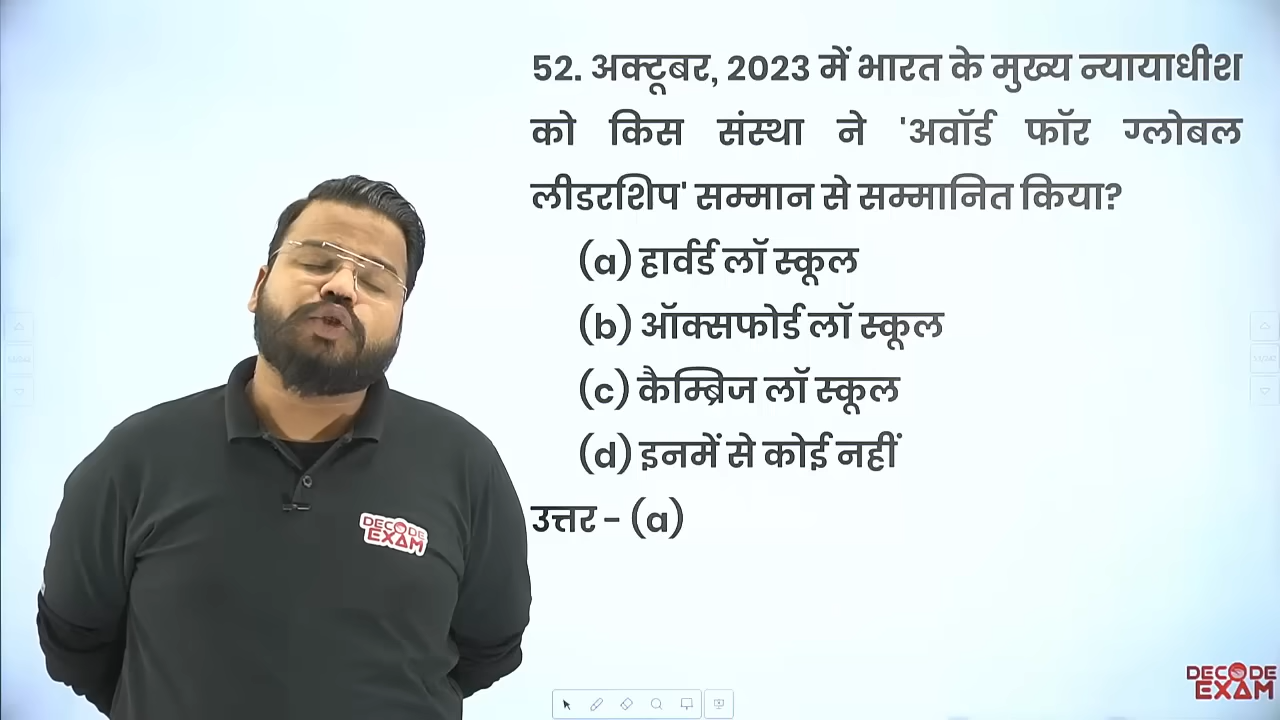 52. अक्टूबर, 2023 में भारत के मुख्य न्यायाधीश
को किस संस्था ने 'अवॉर्ड फॉर ग्लोबल
लीडरशिप' सम्मान से सम्मानित किया?
(a) हार्वर्ड लॉ स्कूल
(b) ऑक्सफोर्ड लॉ स्कूल
(c) कैम्ब्रिज लॉ स्कूल
(d) इनमें से कोई नहीं
उत्तर - (a)
DECODE
EXAM
DECODE
EXAM